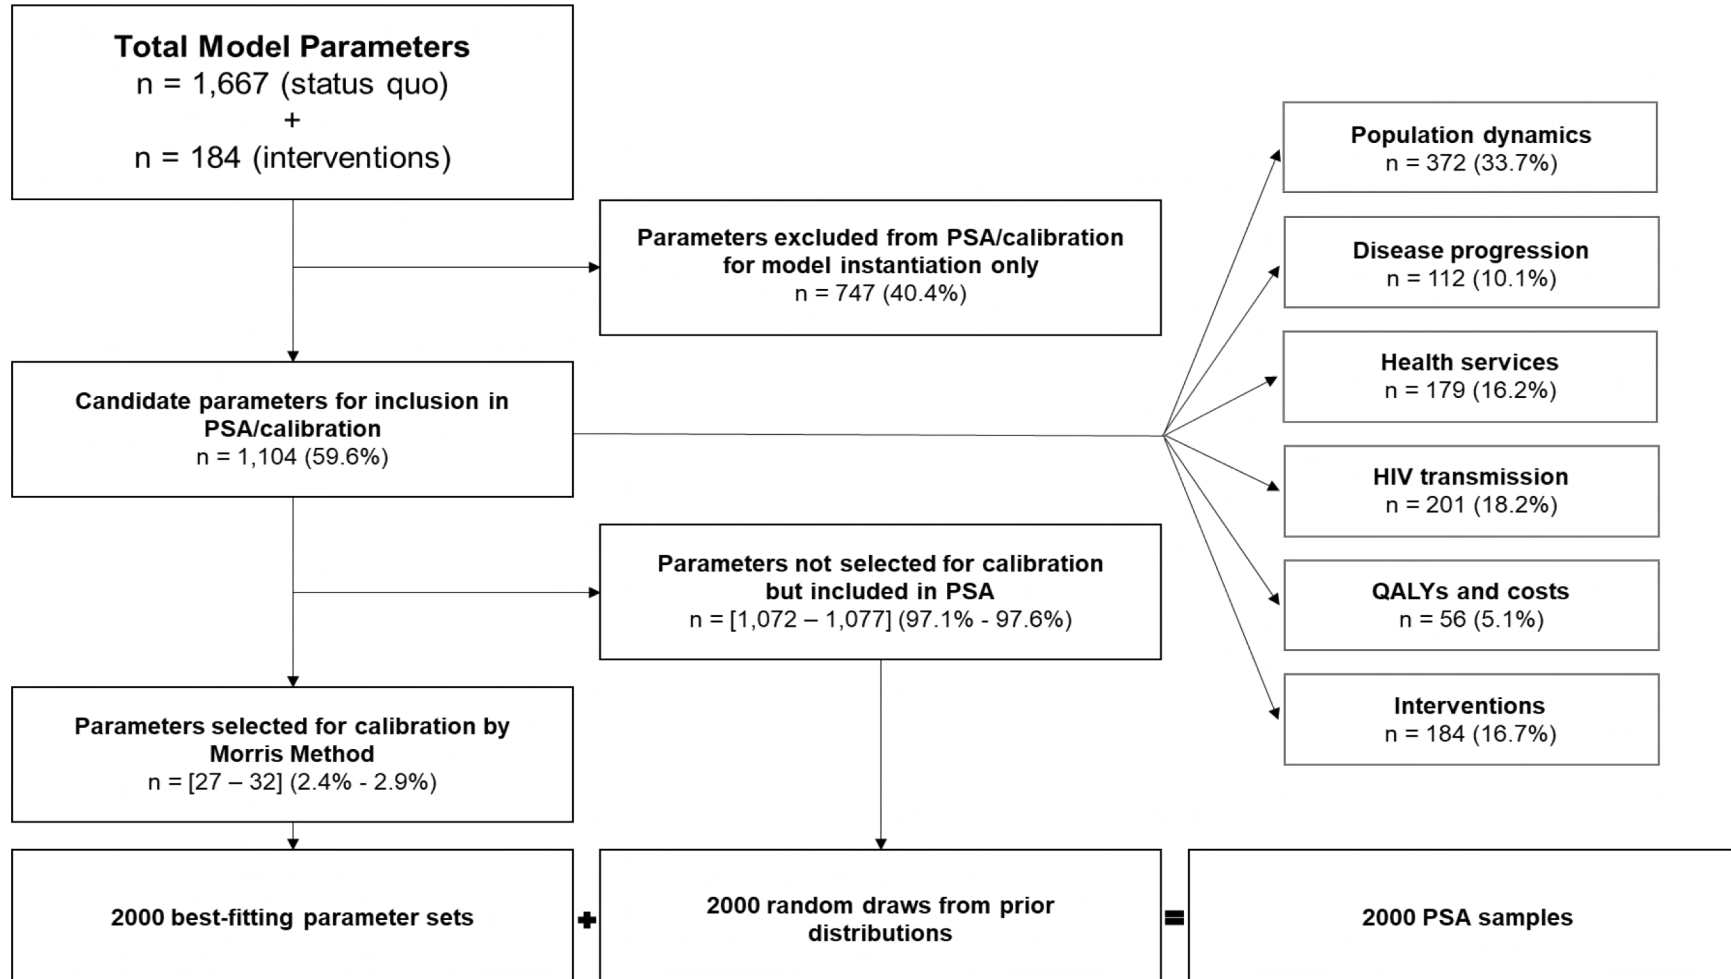 Total Model Parameters
n = 1,667 (status quo)
+
n = 184 (interventions)
Parameters excluded from PSA/calibration
for model instantiation only
n = 747 (40.4%)
Candidate parameters for inclusion in
PSA/calibration
n = 1,104 (59.6%)
Population dynamics
n = 372 (33.7%)
Disease progression
n = 112 (10.1%)
Health services
n = 179 (16.2%)
HIV transmission
n = 201 (18.2%)
QALYs and costs
n = 56 (5.1%)
Interventions
n = 184 (16.7%)
Parameters not selected for calibration
but included in PSA
n = [1,072 – 1,077] (97.1% - 97.6%)
Parameters selected for calibration by
Morris Method
n = [27 – 32] (2.4% - 2.9%)
2000 best-fitting parameter sets
+
2000 random draws from prior
distributions
=
2000 PSA samples